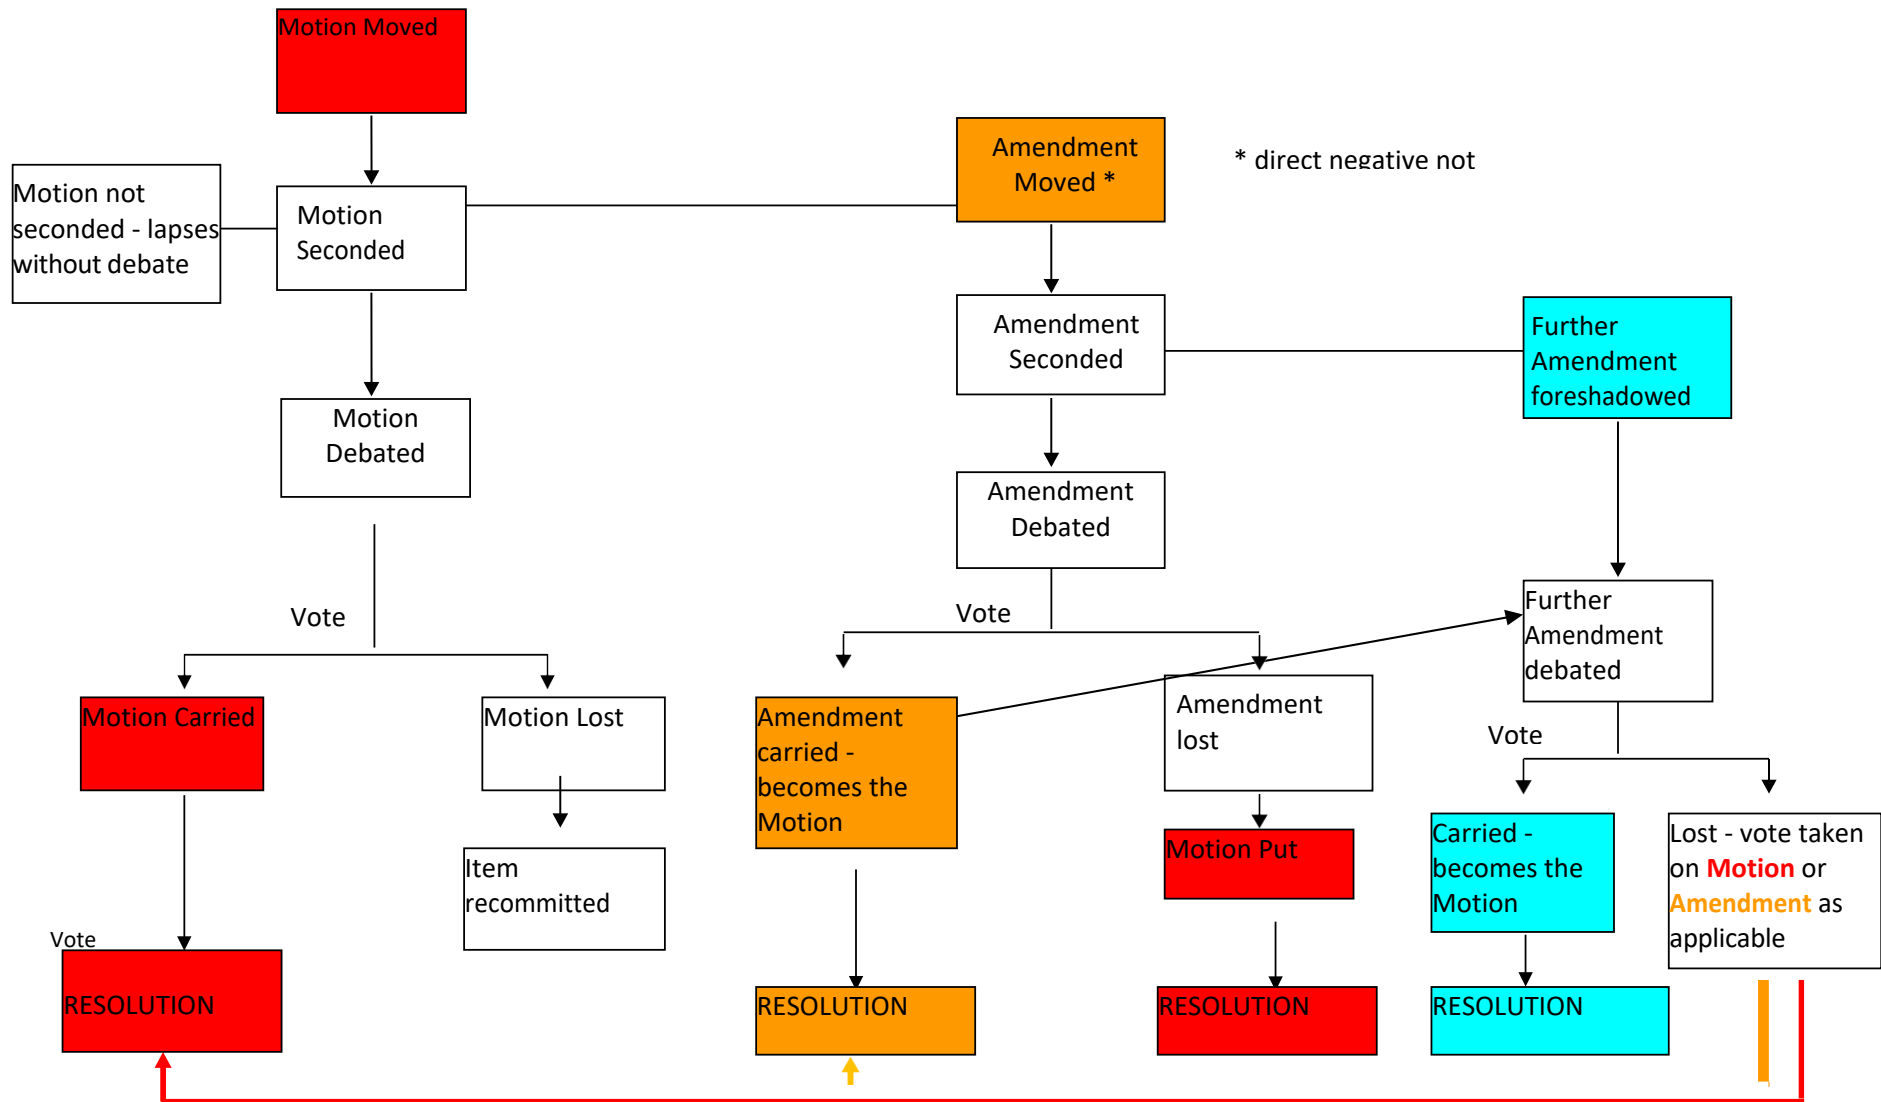 Motion Moved
Amendment
Moved *
* direct negative not
Motion not
seconded - lapses
without debate
Motion
Seconded
Amendment
Seconded
Further
Amendment
foreshadowed
Motion
Debated
Amendment
Debated
Vote
Vote
Further
Amendment
debated
Motion Carried
Motion Lost
Amendment
carried -
becomes the
Motion
Amendment
lost
Vote
Item
recommitted
Motion Put
Carried -
becomes the
Motion
Lost - vote taken
on Motion or
Amendment as
applicable
Vote
RESOLUTION
RESOLUTION
RESOLUTION
RESOLUTION